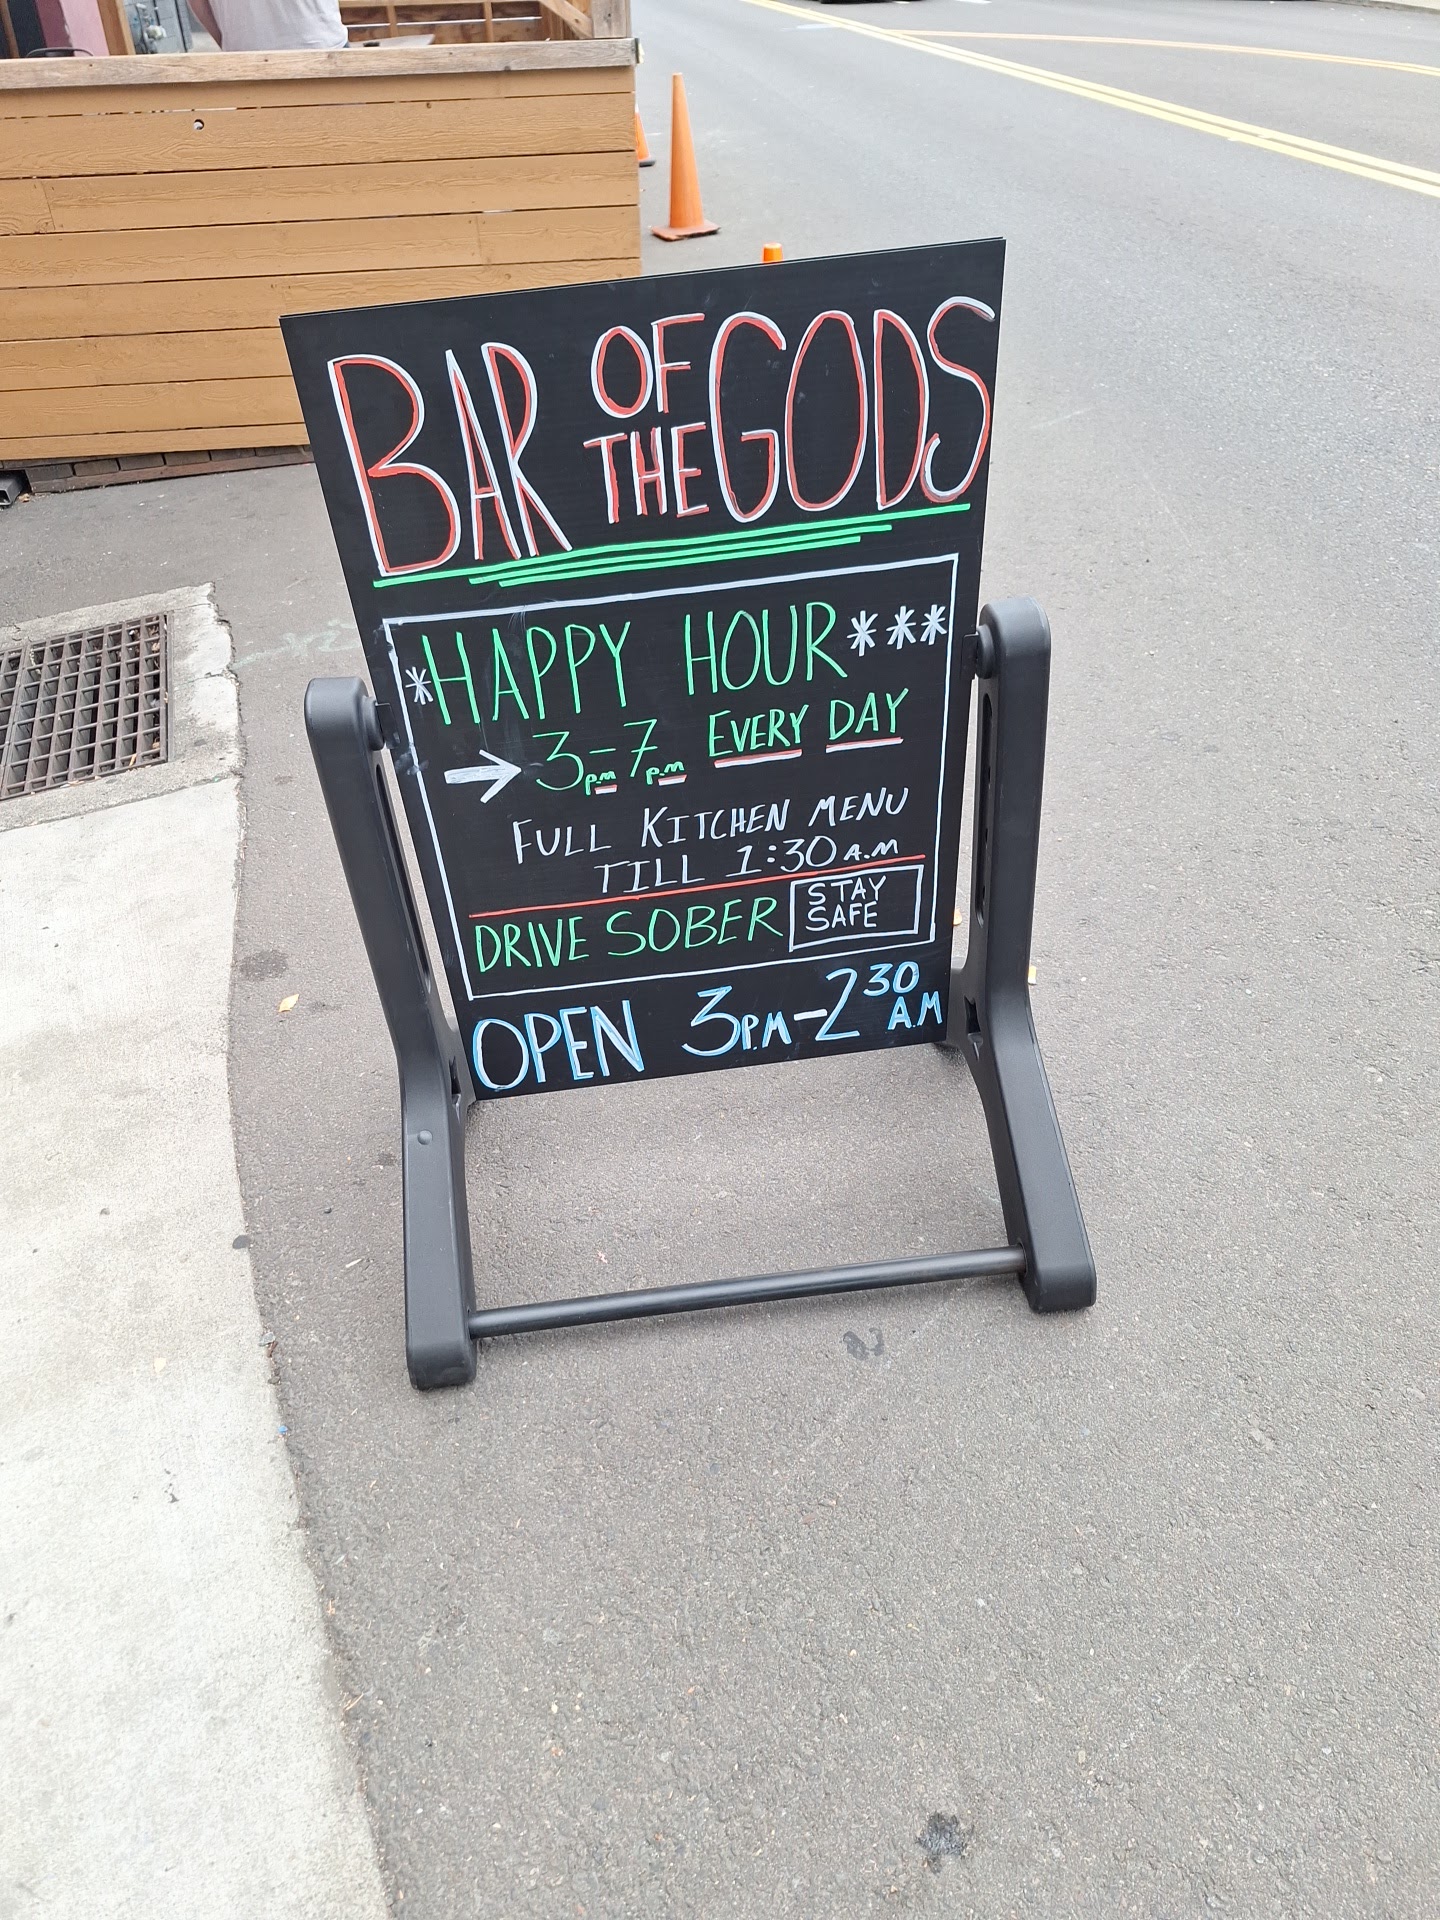 BAR OF THE GODS
*HAPPY HOUR***
→ 3pm-7p.m EVERY DAY
FULL KITCHEN MENU
TILL 1:30 A.M
DRIVE SOBER STAY SAFE
OPEN 3P.M-2 30 A.M